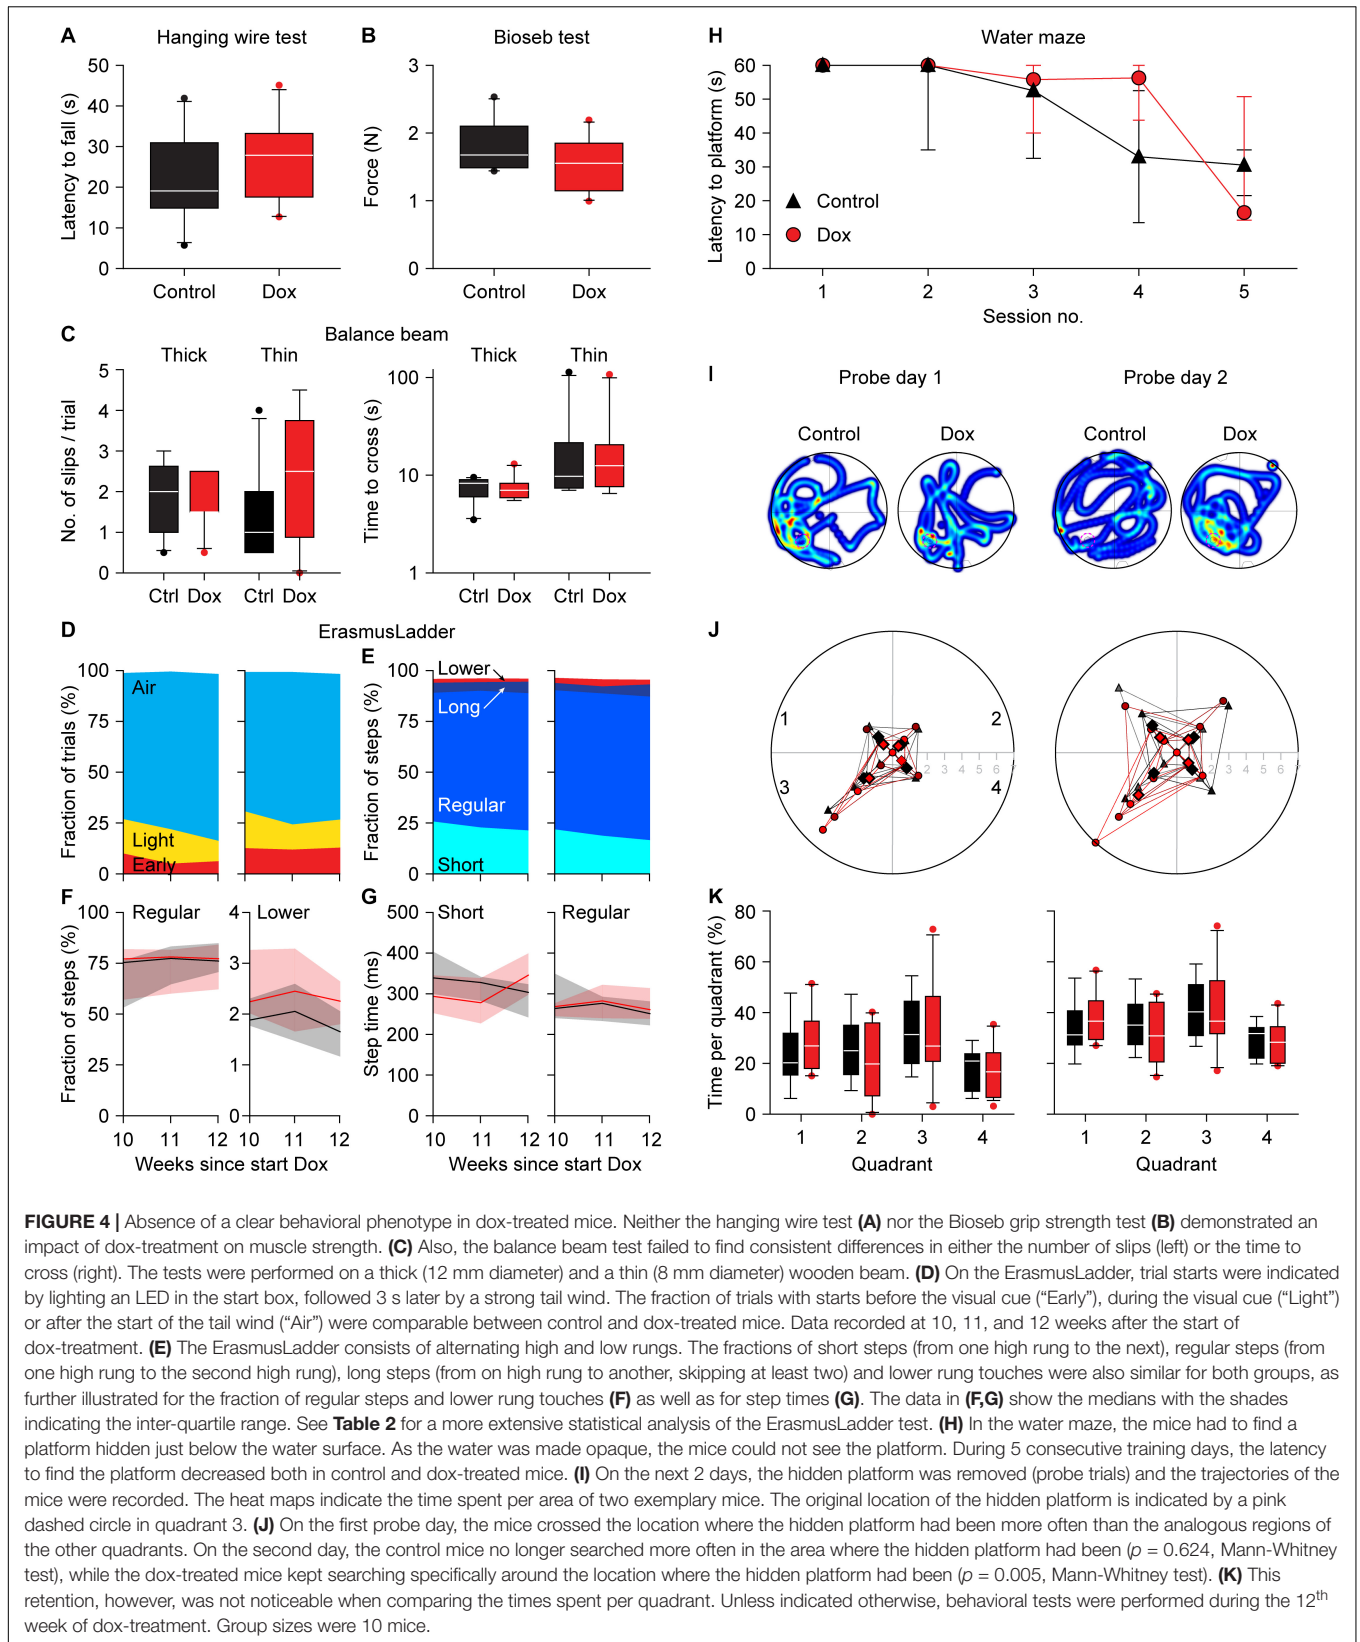 A Hanging wire test
Latency to fall (s)
50
40
30
20
10
0
Control Dox
B Bioseb test
Force (N)
3
2
1
0
Control Dox
C Balance beam
Thick Thin
No. of slips / trial
5
4
3
2
1
0
Ctrl Dox Ctrl Dox
Thick Thin
Time to cross (s)
100
10
1
Ctrl Dox Ctrl Dox
D ErasmusLadder
Fraction of trials (%)
100
75
50
25
0
Air
Light
Early
10 11 12 10 11 12
E
Fraction of steps (%)
100
75
50
25
0
Lower
Long
Regular
Short
10 11 12 10 11 12
F
Fraction of steps (%)
Regular
100
75
50
25
0
Lower
4
3
2
1
0
10 11 12 10 11 12
Weeks since start Dox
G
Step time (ms)
Short Regular
500
400
300
200
100
0
10 11 12 10 11 12
Weeks since start Dox
H Water maze
Latency to platform (s)
60
50
40
30
20
10
0
Control
Dox
1 2 3 4 5
Session no.
I Probe day 1 Probe day 2
Control Dox Control Dox
J
1 2
3 4
2 3 4 5 6
2 3 4 5 6
K
Time per quadrant (%)
80
60
40
20
0
1 2 3 4
Quadrant
1 2 3 4
Quadrant
FIGURE 4 | Absence of a clear behavioral phenotype in dox-treated mice. Neither the hanging wire test (A) nor the Bioseb grip strength test (B) demonstrated an
impact of dox-treatment on muscle strength. (C) Also, the balance beam test failed to find consistent differences in either the number of slips (left) or the time to
cross (right). The tests were performed on a thick (12 mm diameter) and a thin (8 mm diameter) wooden beam. (D) On the ErasmusLadder, trial starts were indicated
by lighting an LED in the start box, followed 3 s later by a strong tail wind. The fraction of trials with starts before the visual cue (“Early”), during the visual cue (“Light”)
or after the start of the tail wind (“Air”) were comparable between control and dox-treated mice. Data recorded at 10, 11, and 12 weeks after the start of
dox-treatment. (E) The ErasmusLadder consists of alternating high and low rungs. The fractions of short steps (from one high rung to the next), regular steps (from
one high rung to the second high rung), long steps (from on high rung to another, skipping at least two) and lower rung touches were also similar for both groups, as
further illustrated for the fraction of regular steps and lower rung touches (F) as well as for step times (G). The data in (F,G) show the medians with the shades
indicating the inter-quartile range. See Table 2 for a more extensive statistical analysis of the ErasmusLadder test. (H) In the water maze, the mice had to find a
platform hidden just below the water surface. As the water was made opaque, the mice could not see the platform. During 5 consecutive training days, the latency
to find the platform decreased both in control and dox-treated mice. (I) On the next 2 days, the hidden platform was removed (probe trials) and the trajectories of the
mice were recorded. The heat maps indicate the time spent per area of two exemplary mice. The original location of the hidden platform is indicated by a pink
dashed circle in quadrant 3. (J) On the first probe day, the mice crossed the location where the hidden platform had been more often than the analogous regions of
the other quadrants. On the second day, the control mice no longer searched more often in the area where the hidden platform had been (p = 0.624, Mann-Whitney
test), while the dox-treated mice kept searching specifically around the location where the hidden platform had been (p = 0.005, Mann-Whitney test). (K) This
retention, however, was not noticeable when comparing the times spent per quadrant. Unless indicated otherwise, behavioral tests were performed during the 12th
week of dox-treatment. Group sizes were 10 mice.